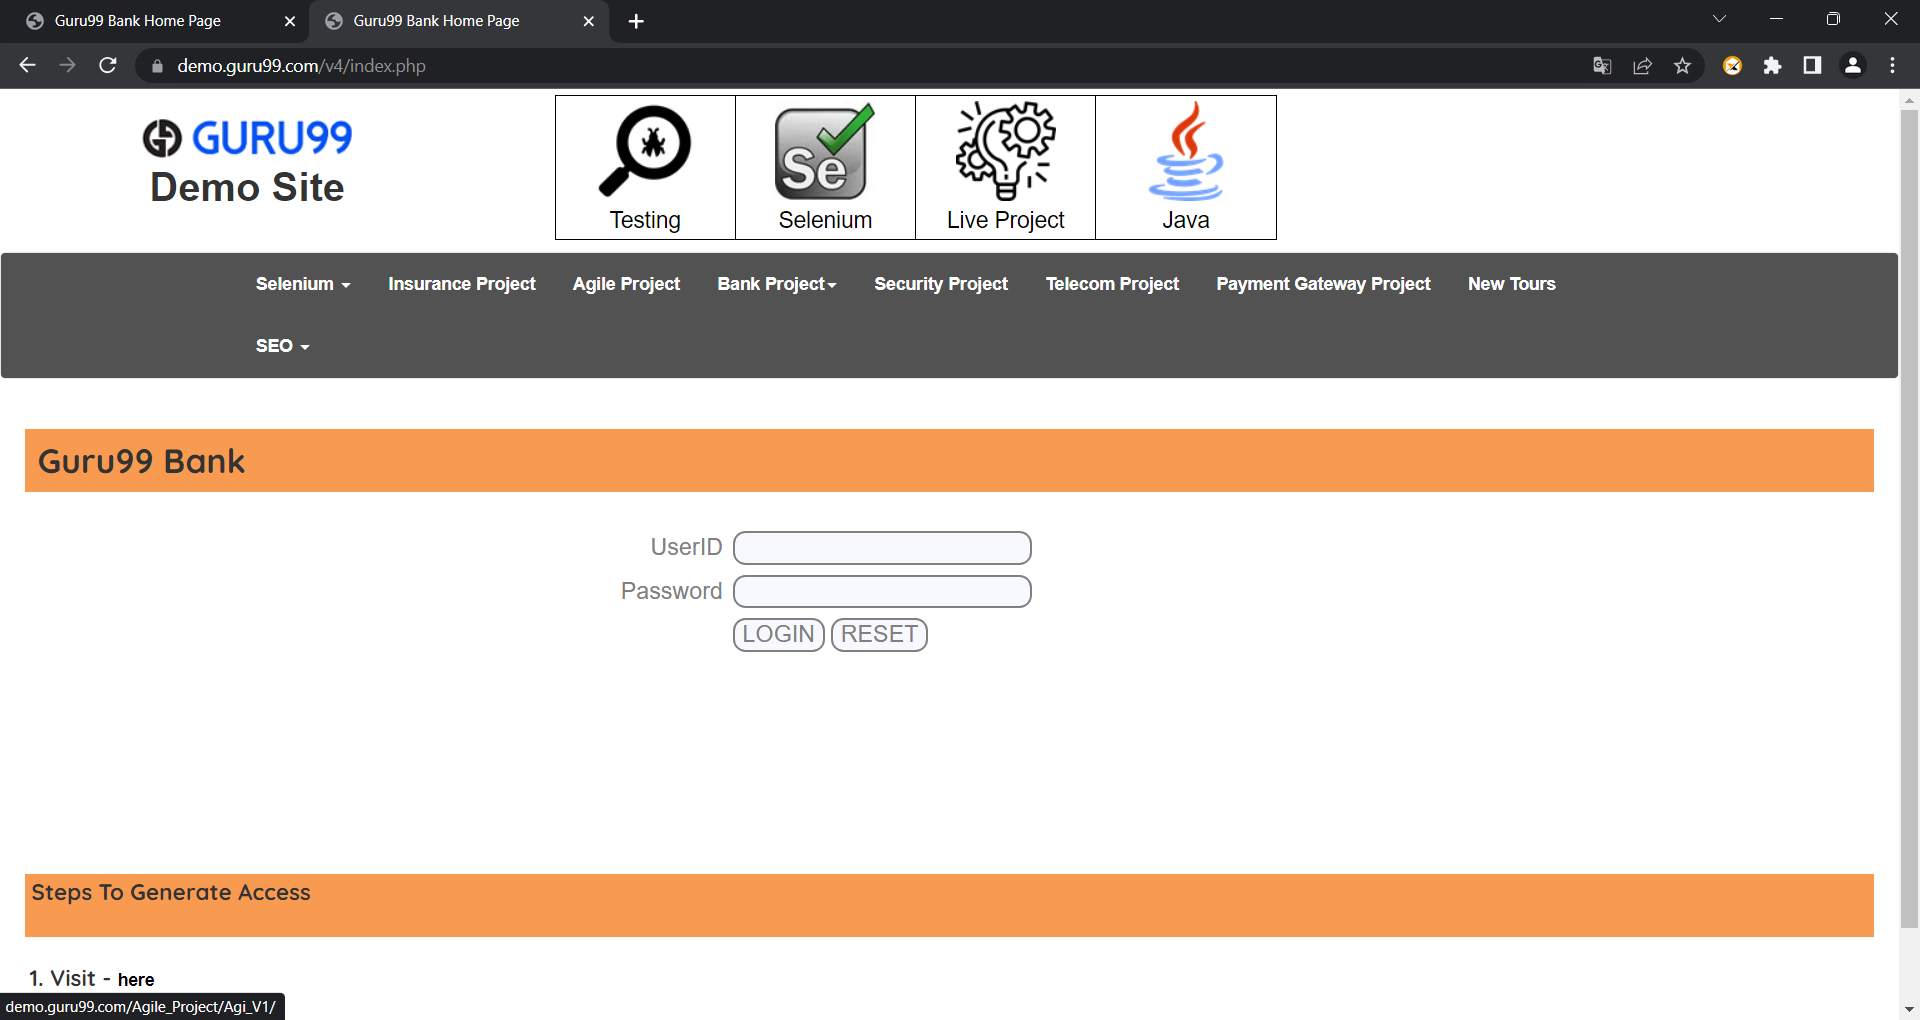 Guru99 Bank Home Page
Guru99 Bank Home Page
demo.guru99.com/v4/index.php
GURU99
Demo Site
Se
Testing
Selenium
Live Project
Java
Selenium
Insurance Project
Agile Project
Bank Project
Security Project
Telecom Project
Payment Gateway Project
New Tours
SEO
Guru99 Bank
UserID
Password
LOGIN
RESET
Steps To Generate Access
1. Visit - here
demo.guru99.com/Agile_Project/Agi_V1/